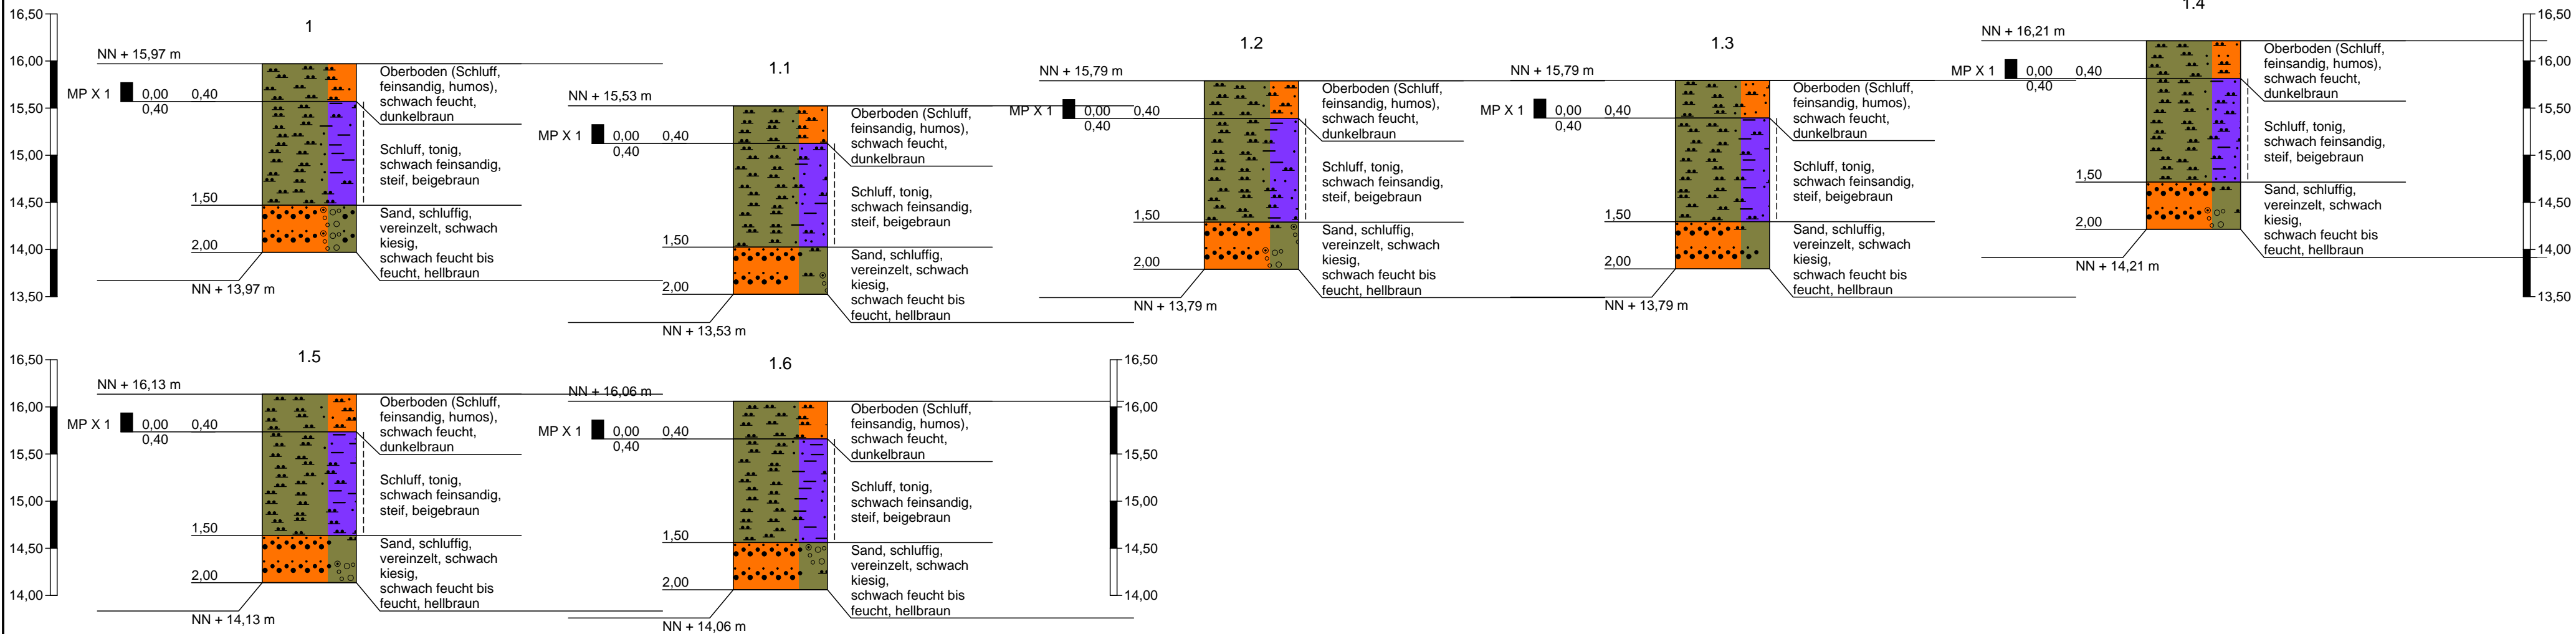 16,50
16,00
15,50
15,00
14,50
14,00
13,50
1
NN + 15,97 m
MP X 1
0,00
0,40
0,40
1,50
2,00
NN + 13,97 m
Oberboden (Schluff,
feinsandig, humos),
schwach feucht,
dunkelbraun
Schluff, tonig,
schwach feinsandig,
steif, beigebraun
Sand, schluffig,
vereinzelt, schwach
kiesig,
schwach feucht bis
feucht, hellbraun
1.1
NN + 15,53 m
MP X 1
0,00
0,40
0,40
1,50
2,00
NN + 13,53 m
Oberboden (Schluff,
feinsandig, humos),
schwach feucht,
dunkelbraun
Schluff, tonig,
schwach feinsandig,
steif, beigebraun
Sand, schluffig,
vereinzelt, schwach
kiesig,
schwach feucht bis
feucht, hellbraun
1.2
NN + 15,79 m
MP X 1
0,00
0,40
0,40
1,50
2,00
NN + 13,79 m
Oberboden (Schluff,
feinsandig, humos),
schwach feucht,
dunkelbraun
Schluff, tonig,
schwach feinsandig,
steif, beigebraun
Sand, schluffig,
vereinzelt, schwach
kiesig,
schwach feucht bis
feucht, hellbraun
1.3
NN + 15,79 m
MP X 1
0,00
0,40
0,40
1,50
2,00
NN + 13,79 m
Oberboden (Schluff,
feinsandig, humos),
schwach feucht,
dunkelbraun
Schluff, tonig,
schwach feinsandig,
steif, beigebraun
Sand, schluffig,
vereinzelt, schwach
kiesig,
schwach feucht bis
feucht, hellbraun
1.4
NN + 16,21 m
MP X 1
0,00
0,40
0,40
1,50
2,00
NN + 14,21 m
Oberboden (Schluff,
feinsandig, humos),
schwach feucht,
dunkelbraun
Schluff, tonig,
schwach feinsandig,
steif, beigebraun
Sand, schluffig,
vereinzelt, schwach
kiesig,
schwach feucht bis
feucht, hellbraun
16,50
16,00
15,50
15,00
14,50
14,00
13,50
16,50
16,00
15,50
15,00
14,50
14,00
1.5
NN + 16,13 m
MP X 1
0,00
0,40
0,40
1,50
2,00
NN + 14,13 m
Oberboden (Schluff,
feinsandig, humos),
schwach feucht,
dunkelbraun
Schluff, tonig,
schwach feinsandig,
steif, beigebraun
Sand, schluffig,
vereinzelt, schwach
kiesig,
schwach feucht bis
feucht, hellbraun
1.6
NN + 16,06 m
MP X 1
0,00
0,40
0,40
1,50
2,00
NN + 14,06 m
Oberboden (Schluff,
feinsandig, humos),
schwach feucht,
dunkelbraun
Schluff, tonig,
schwach feinsandig,
steif, beigebraun
Sand, schluffig,
vereinzelt, schwach
kiesig,
schwach feucht bis
feucht, hellbraun
16,50
16,00
15,50
15,00
14,50
14,00